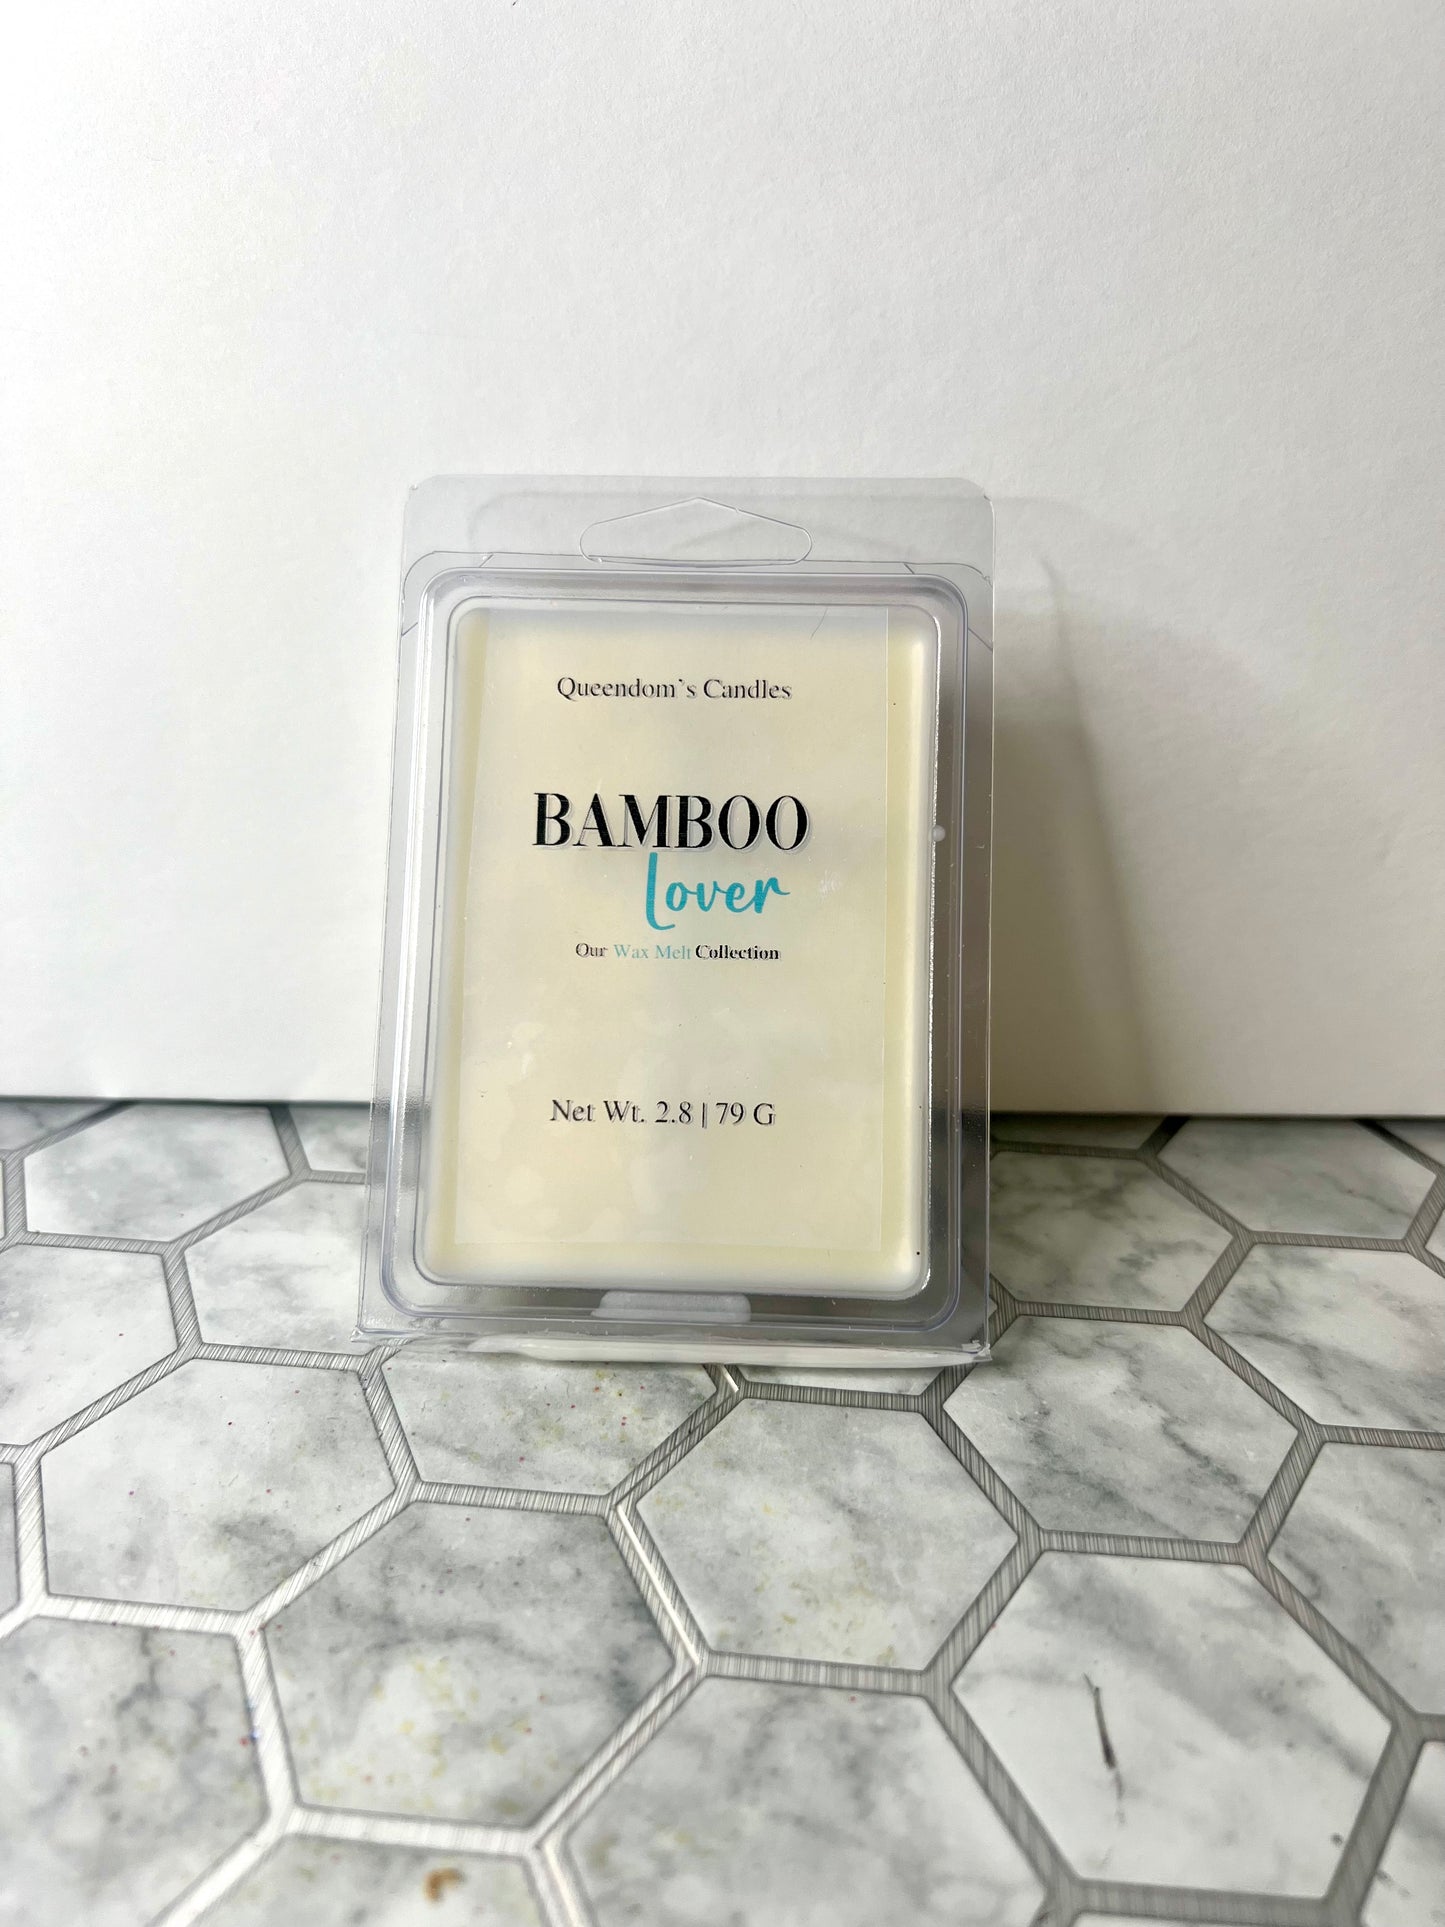 Queendom's Candles
BAMBOO
Lover
Our Wax Melt Collection
Net Wt. 2.8 | 79 G